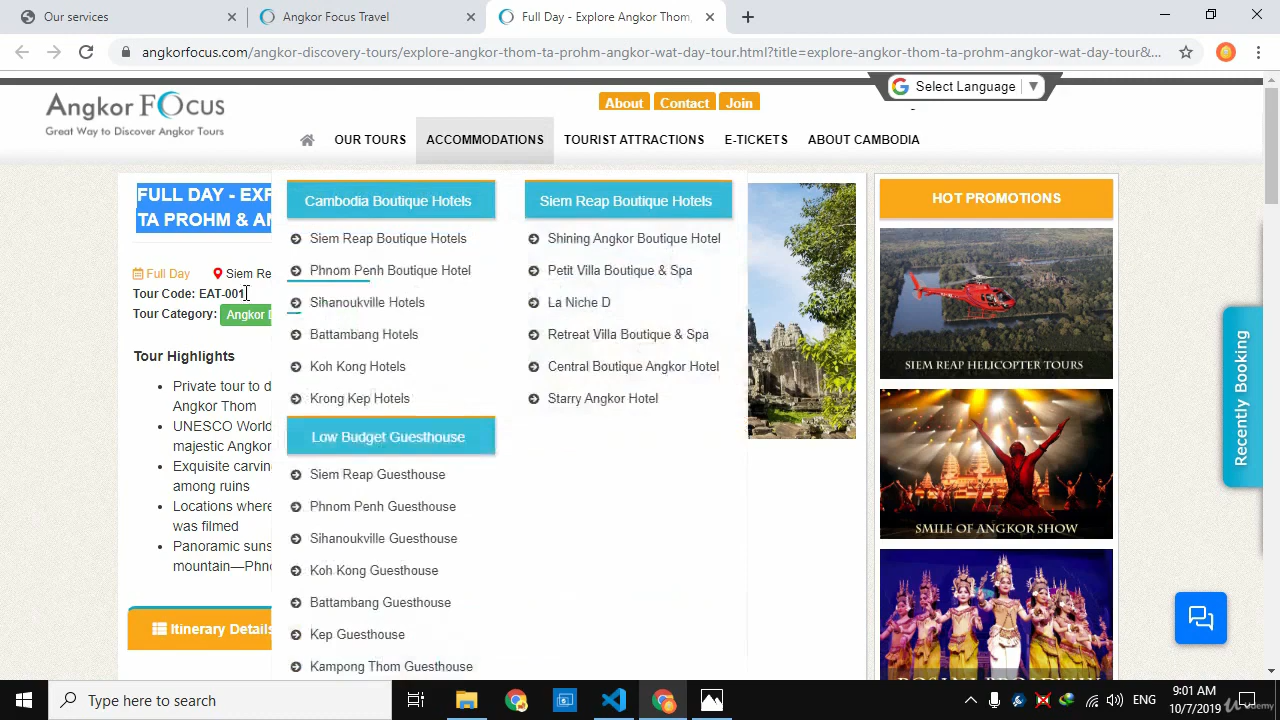 Our services
Angkor Focus Travel
Full Day - Explore Angkor Thom,
angkorfocus.com/angkor-discovery-tours/explore-angkor-thom-ta-prohm-angkor-wat-day-tour.html?title=explore-angkor-thom-ta-prohm-angkor-wat-day-tour&...
Angkor FOcus
Great Way to Discover Angkor Tours
About Contact Join
Select Language
OUR TOURS ACCOMMODATIONS TOURIST ATTRACTIONS E-TICKETS ABOUT CAMBODIA
FULL DAY - EXP
TA PROHM & AN
Full Day
Siem Re
Tour Code: EAT-001
Tour Category: Angkor D
Tour Highlights
Private tour to d
Angkor Thom
UNESCO World
majestic Angkor
Exquisite carvin
among ruins
Locations where
was filmed
Panoramic suns
mountain—Phno
Itinerary Details
Cambodia Boutique Hotels
Siem Reap Boutique Hotels
Phnom Penh Boutique Hotel
Sihanoukville Hotels
Battambang Hotels
Koh Kong Hotels
Krong Kep Hotels
Low Budget Guesthouse
Siem Reap Guesthouse
Phnom Penh Guesthouse
Sihanoukville Guesthouse
Koh Kong Guesthouse
Battambang Guesthouse
Kep Guesthouse
Kampong Thom Guesthouse
Siem Reap Boutique Hotels
Shining Angkor Boutique Hotel
Petit Villa Boutique & Spa
La Niche D
Retreat Villa Boutique & Spa
Central Boutique Angkor Hotel
Starry Angkor Hotel
HOT PROMOTIONS
SIEM REAP HELICOPTER TOURS
SMILE OF ANGKOR SHOW
Recently Booking
Type here to search
ENG
9:01 AM
10/7/2019
Udemy